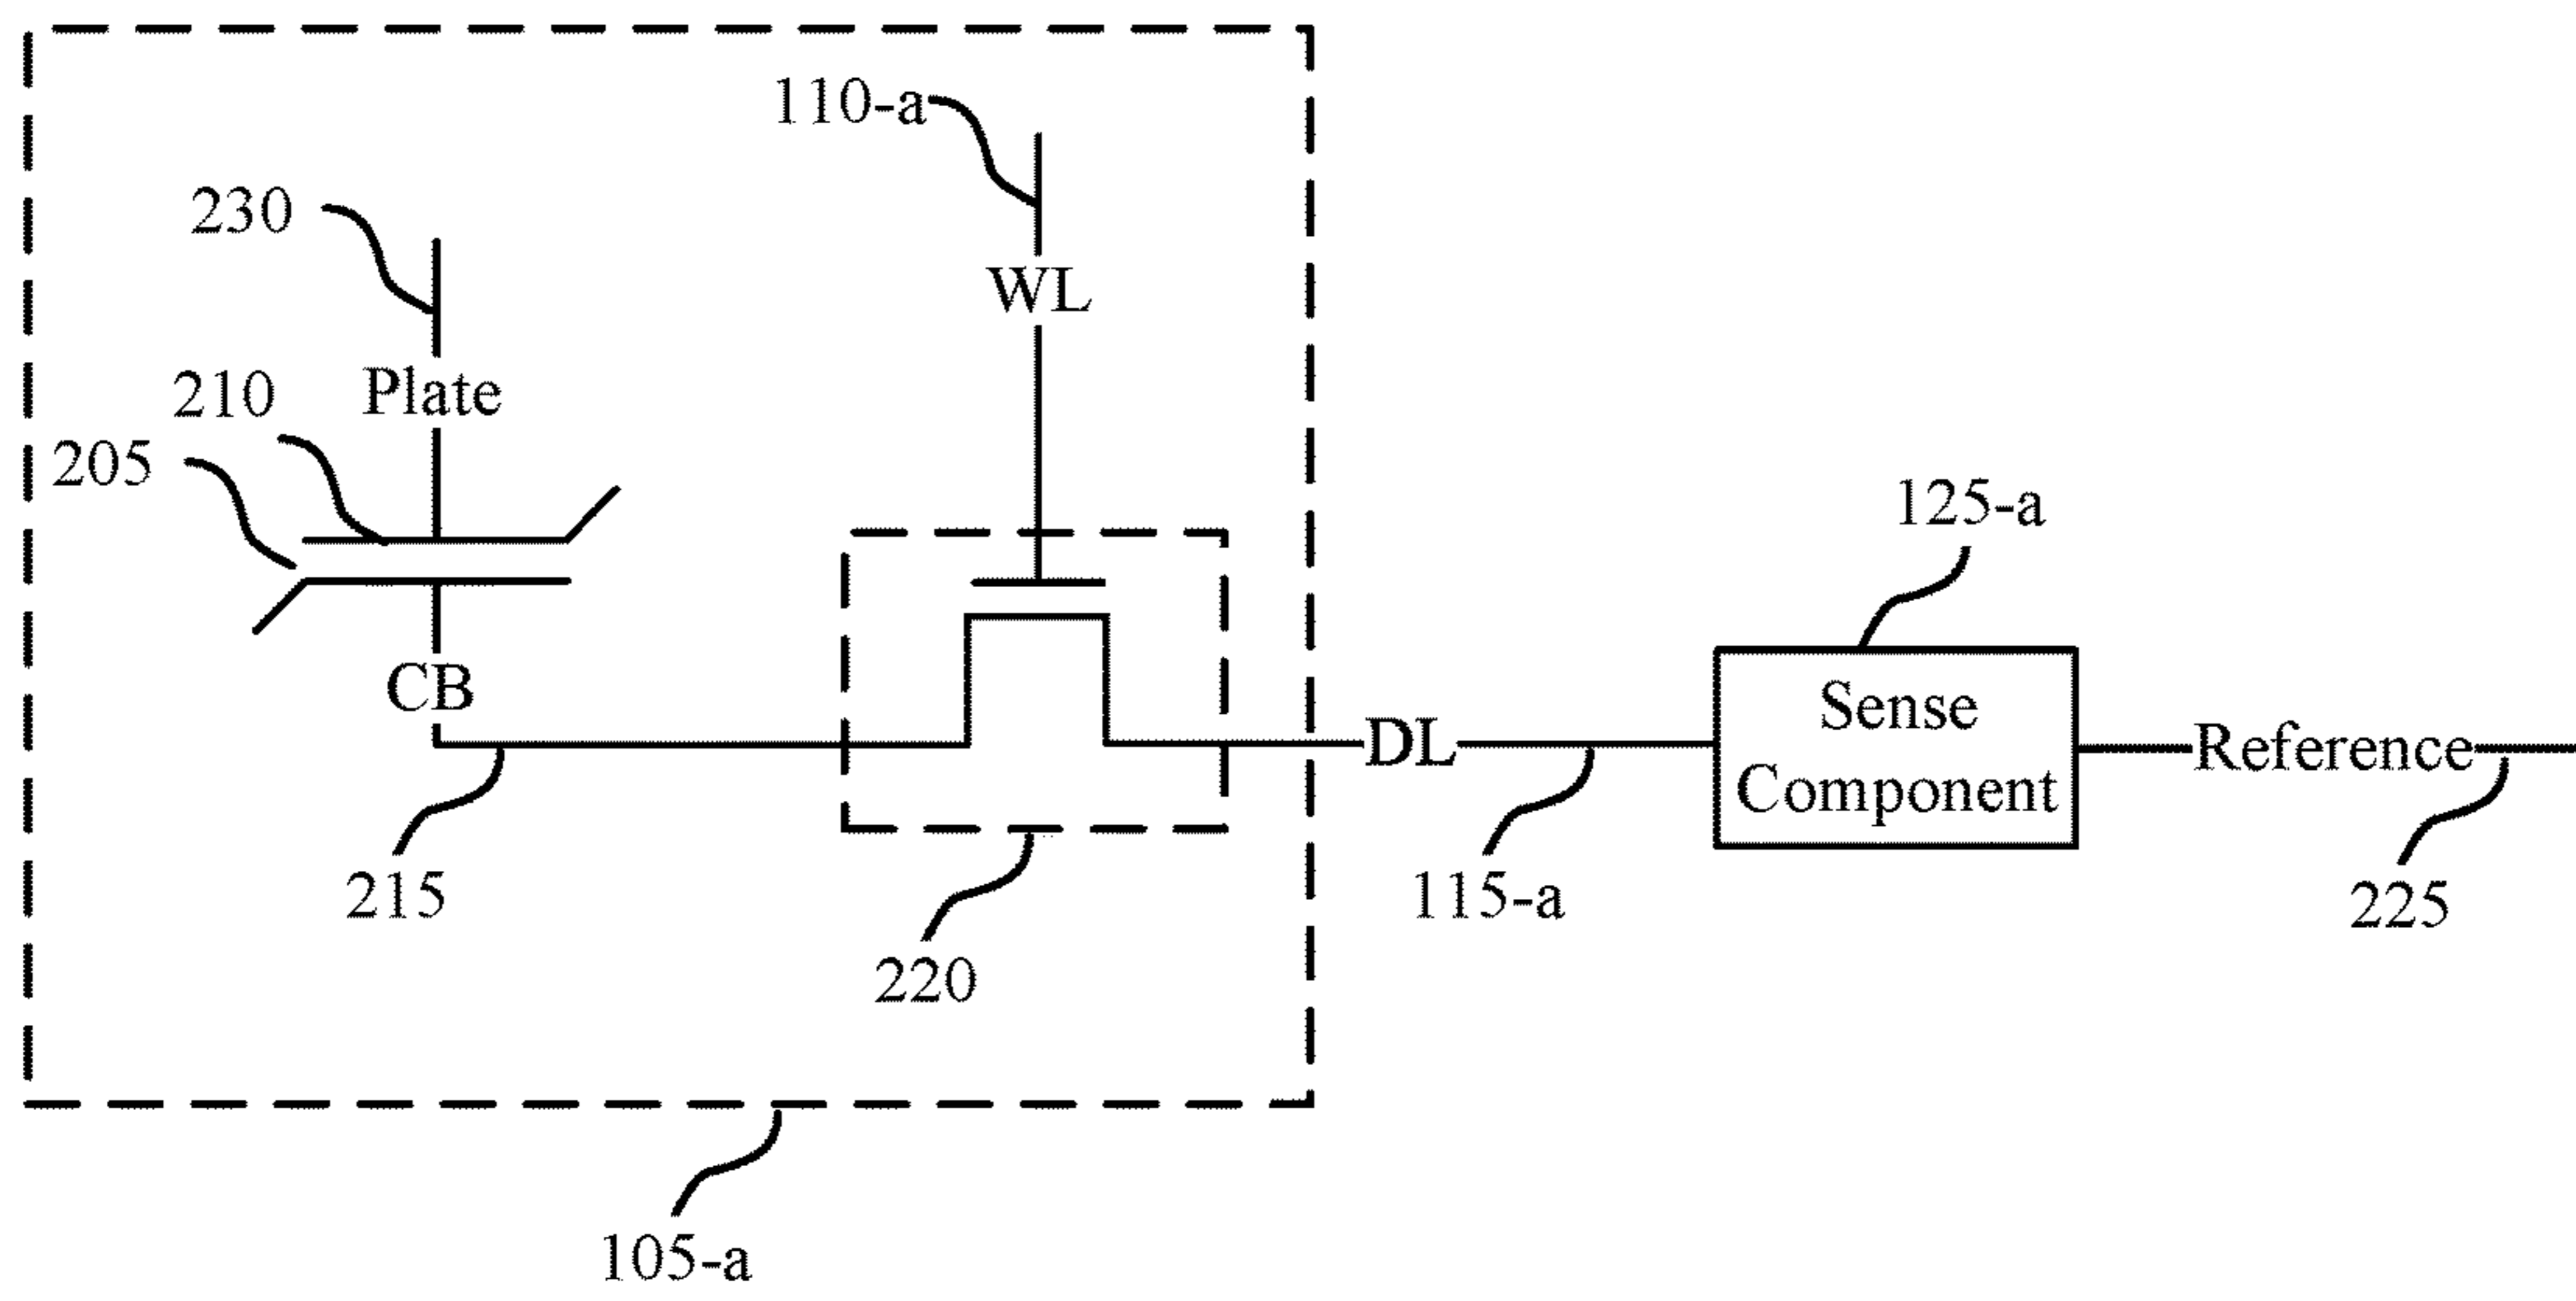 110-a
230
WL
210
Plate
205
125-a
CB
Sense
Component
DL
Reference
215
115-a
225
220
105-a